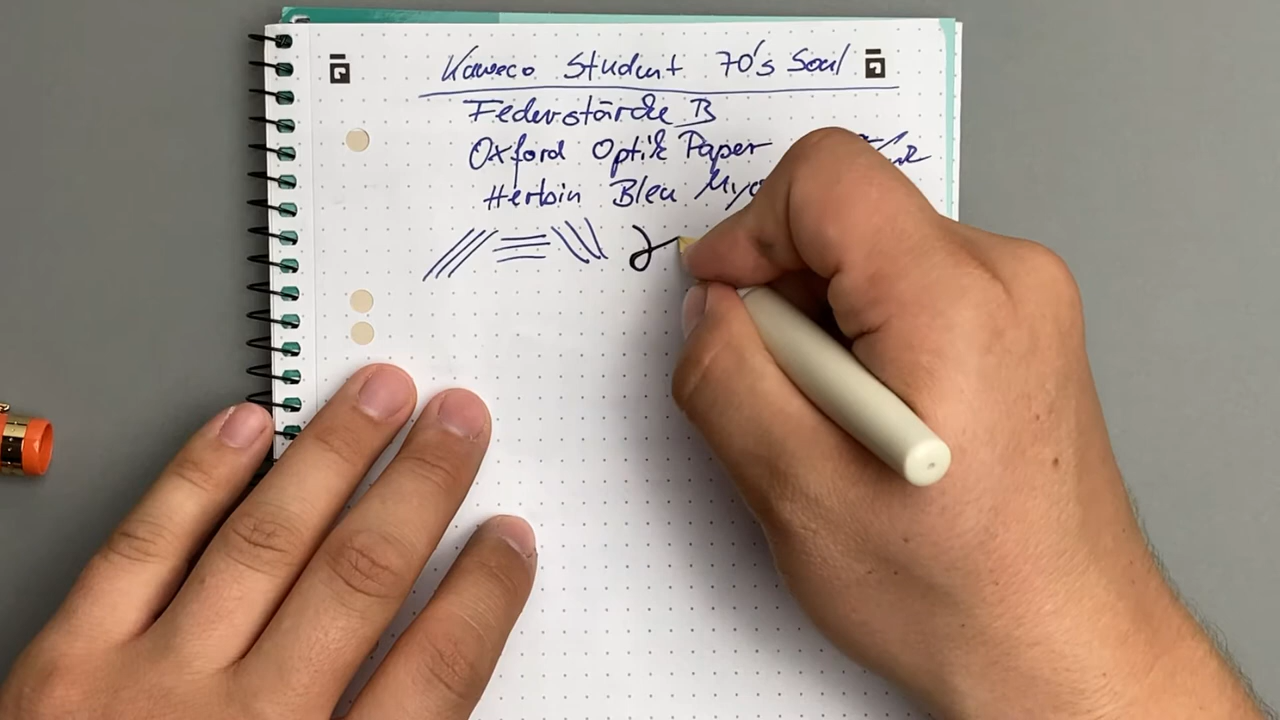 Kaweco Student 70's Soul
Federstärke B
Oxford Optik Paper
Herbin Bleu